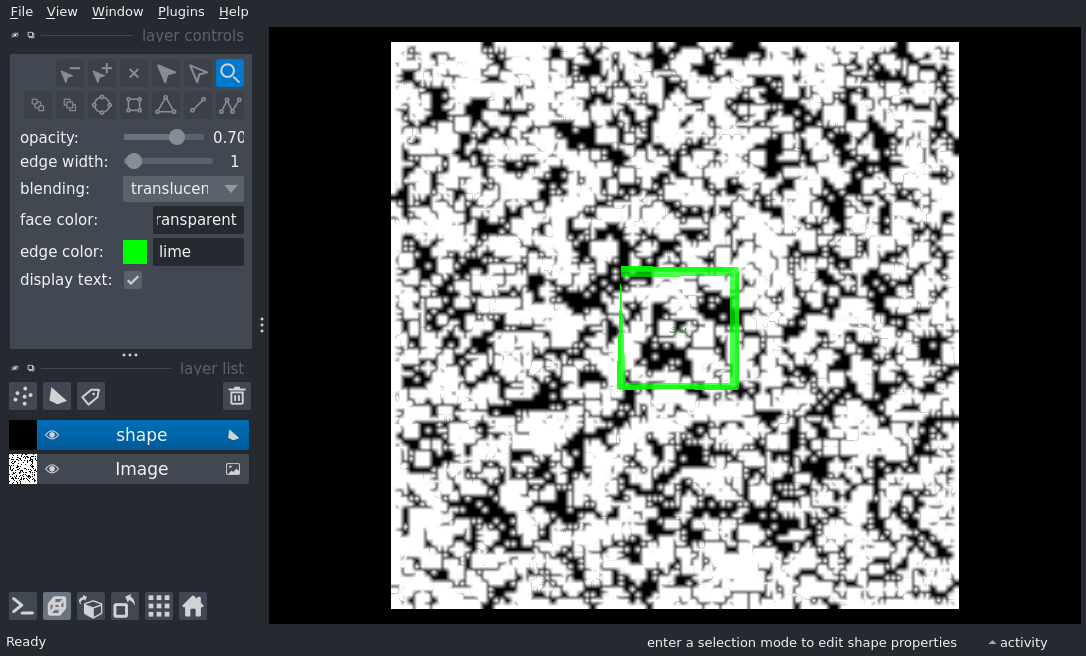 File View Window Plugins Help
layer controls
opacity: 0.70
edge width: 1
blending: translucen
face color: ransparent
edge color: lime
display text:
layer list
shape
Image
Ready enter a selection mode to edit shape properties activity